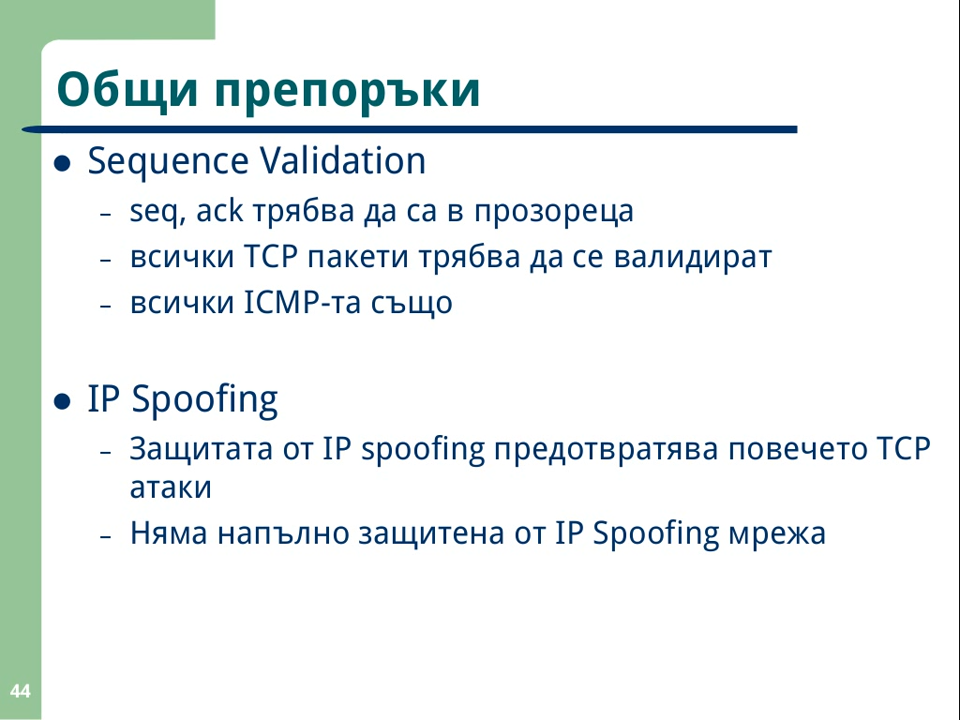 Общи препоръки
● Sequence Validation
– seq, ack трябва да са в прозореца
– всички TCP пакети трябва да се валидират
– всички ICMP-та също
● IP Spoofing
– Защитата от IP spoofing предотвратява повечето TCP
атаки
– Няма напълно защитена от IP Spoofing мрежа
44